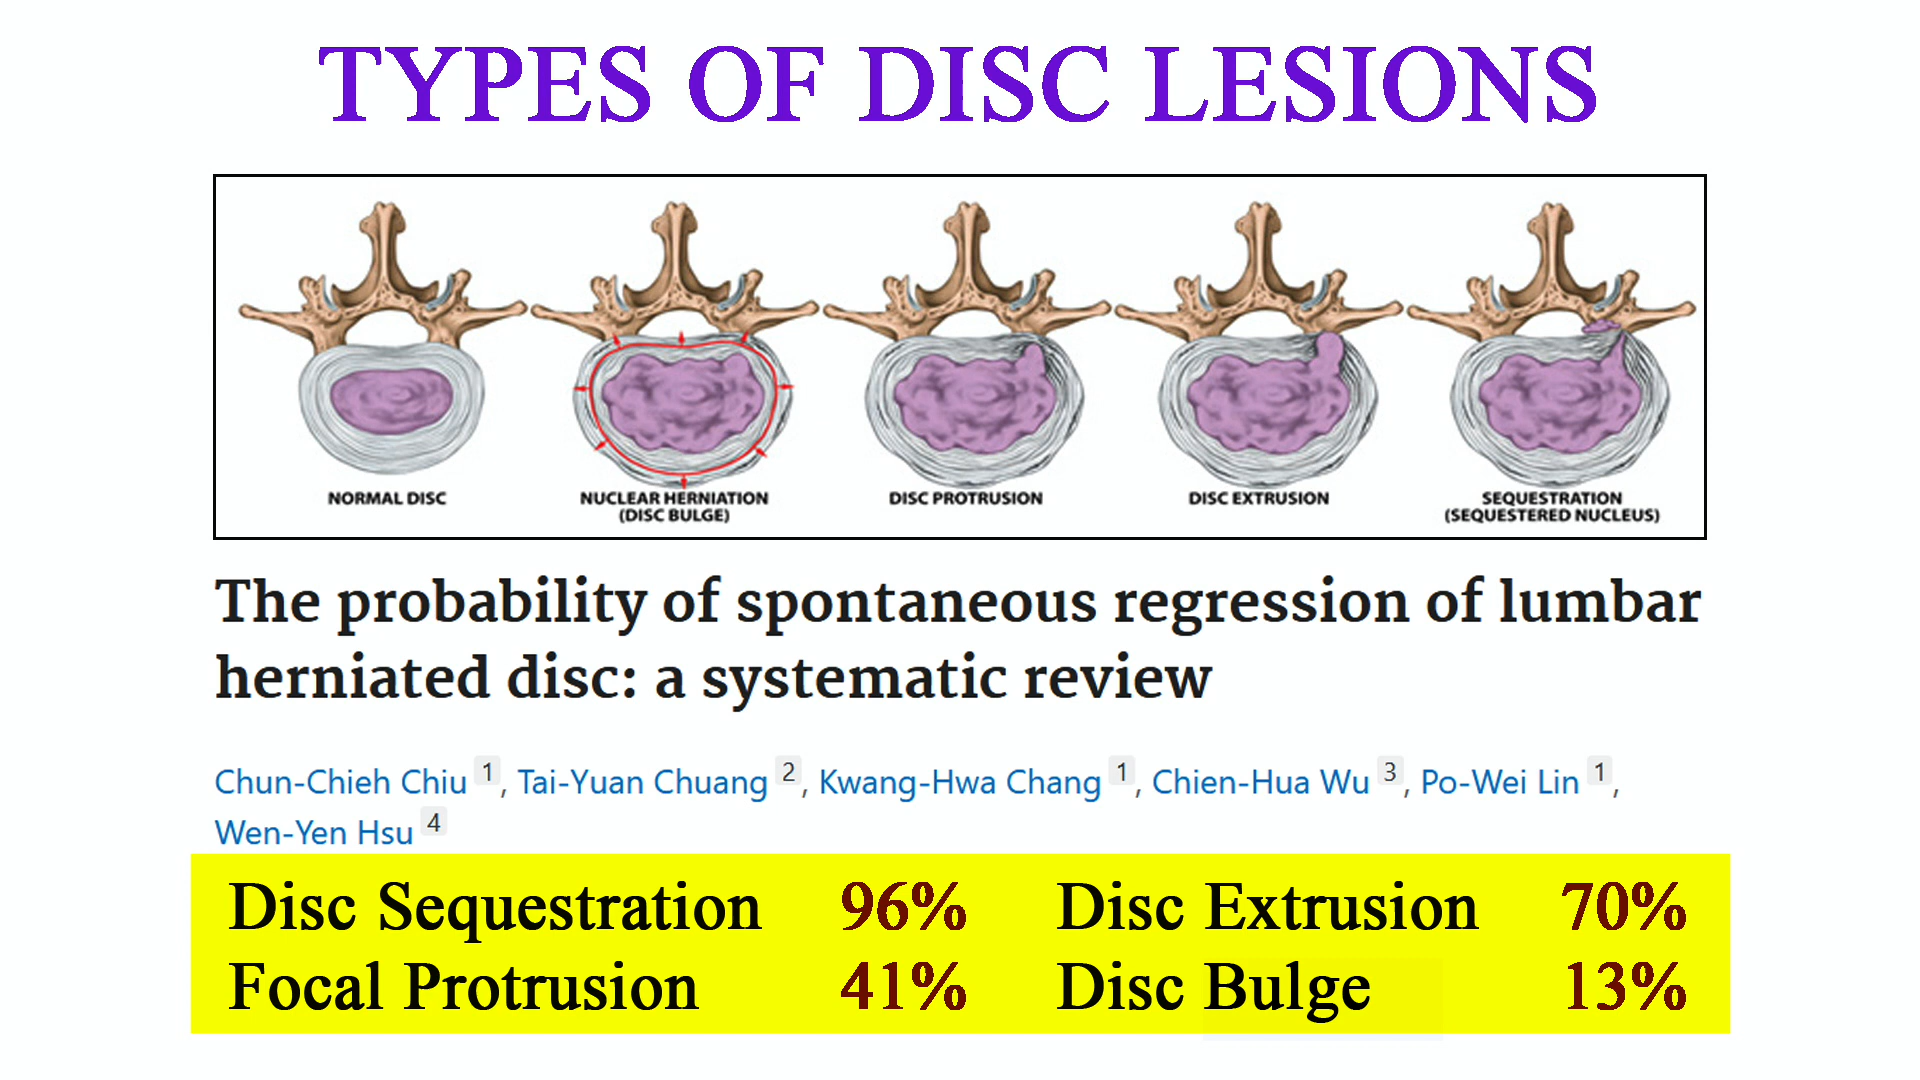 TYPES OF DISC LESIONS
NORMAL DISC
NUCLEAR HERNIATION
(DISC BULGE)
DISC PROTRUSION
DISC EXTRUSION
SEQUESTRATION
(SEQUESTERED NUCLEUS)
The probability of spontaneous regression of lumbar
herniated disc: a systematic review
Chun-Chieh Chiu 1, Tai-Yuan Chuang 2, Kwang-Hwa Chang 1, Chien-Hua Wu 3, Po-Wei Lin 1,
Wen-Yen Hsu 4
Disc Sequestration 96% Disc Extrusion 70%
Focal Protrusion 41% Disc Bulge 13%